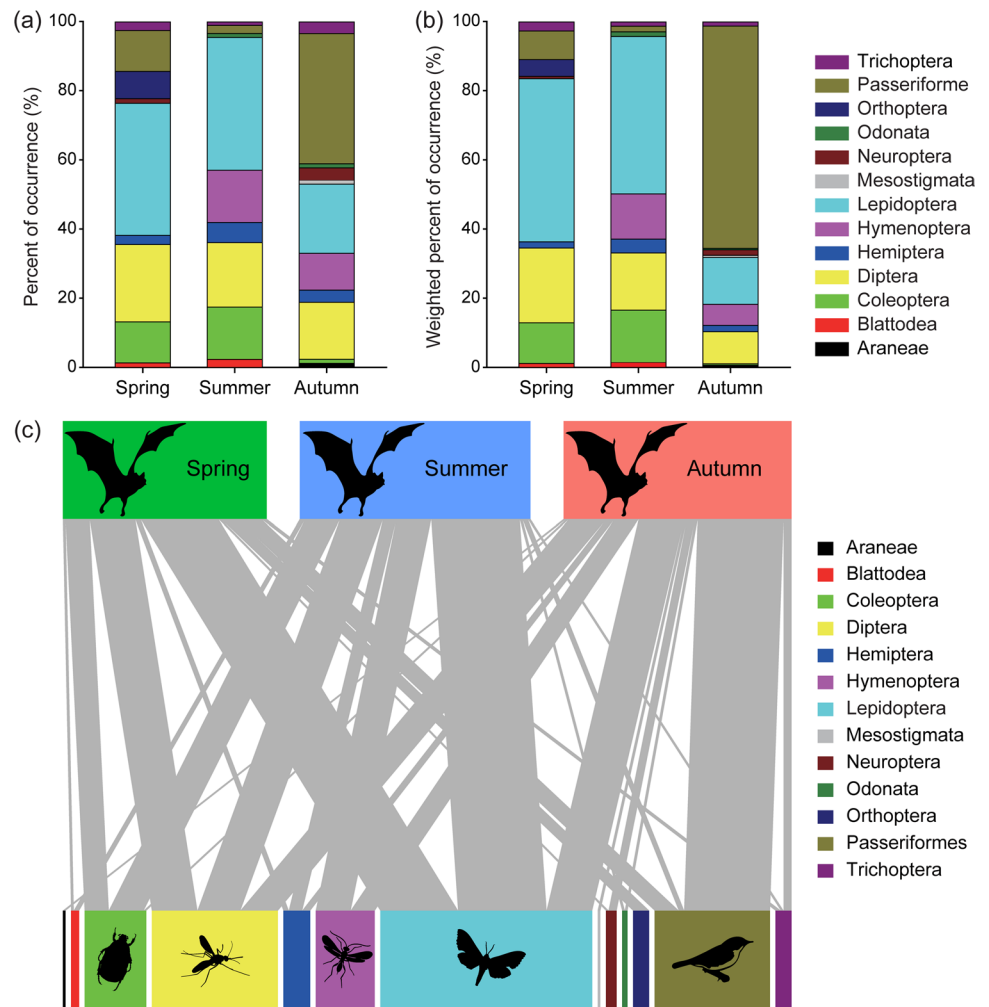 (a)
Percent of occurrence (%)
100
80
60
40
20
0
Spring Summer Autumn
(b)
Weighted percent of occurrence (%)
100
80
60
40
20
0
Spring Summer Autumn
Trichoptera
Passeriforme
Orthoptera
Odonata
Neuroptera
Mesostigmata
Lepidoptera
Hymenoptera
Hemiptera
Diptera
Coleoptera
Blattodea
Araneae
(c)
Spring Summer Autumn
Araneae
Blattodea
Coleoptera
Diptera
Hemiptera
Hymenoptera
Lepidoptera
Mesostigmata
Neuroptera
Odonata
Orthoptera
Passeriformes
Trichoptera